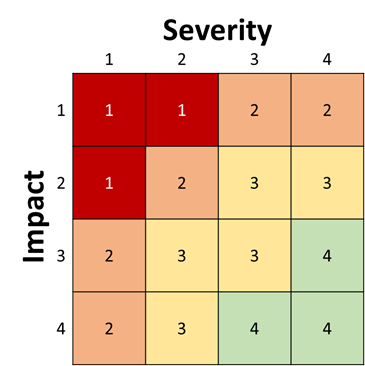 Severity
1 2 3 4
Impact
1 1 1 2 2
2 1 2 3 3
3 2 3 3 4
4 2 3 4 4